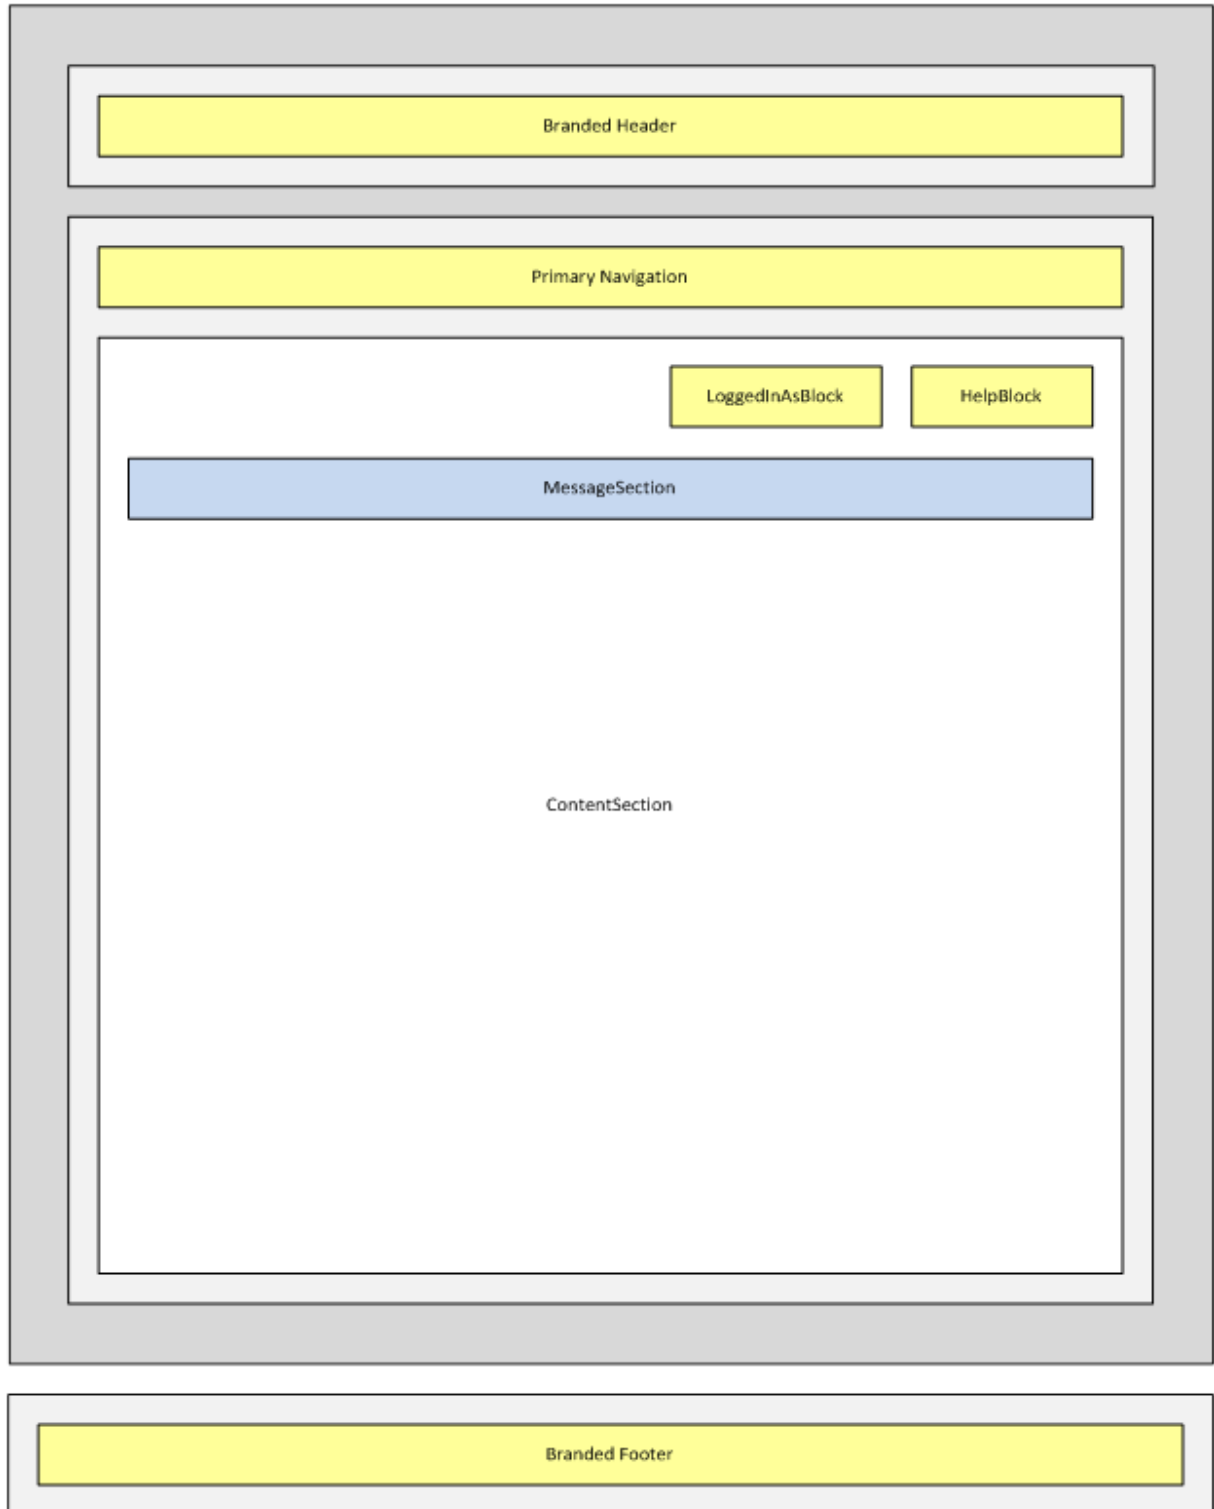 Branded Header
Primary Navigation
LoggedInAsBlock
HelpBlock
MessageSection
ContentSection
Branded Footer